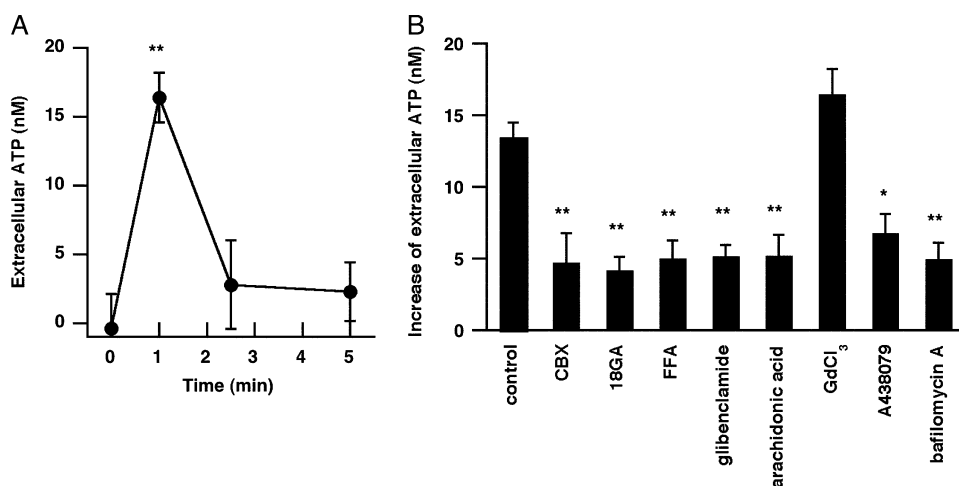 A
Extracellular ATP (nM)
20
15
10
5
0
**
0 1 2 3 4 5
Time (min)
B
Increase of extracellular ATP (nM)
20
15
10
5
0
** ** ** ** ** * **
control
CBX
18GA
FFA
glibenclamide
arachidonic acid
GdCl3
A438079
bafilomycin A